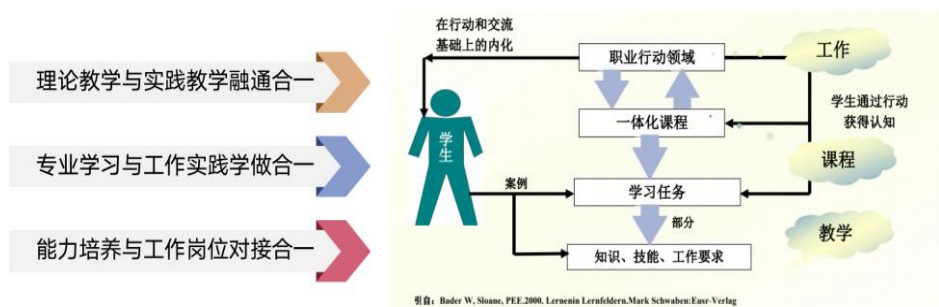 理论教学与实践教学融通合一
专业学习与工作实践学做合一
能力培养与工作岗位对接合一
在行动和交流
基础上的内化
职业行动领域
工作
学生通过行动
获得认知
一体化课程
学生
课程
案例
学习任务
部分
教学
知识、技能、工作要求
引自：Bader W, Sloane, PEE.2000. Lernenin Lernfeldern.Mark Schwaben:Eusr-Verlag